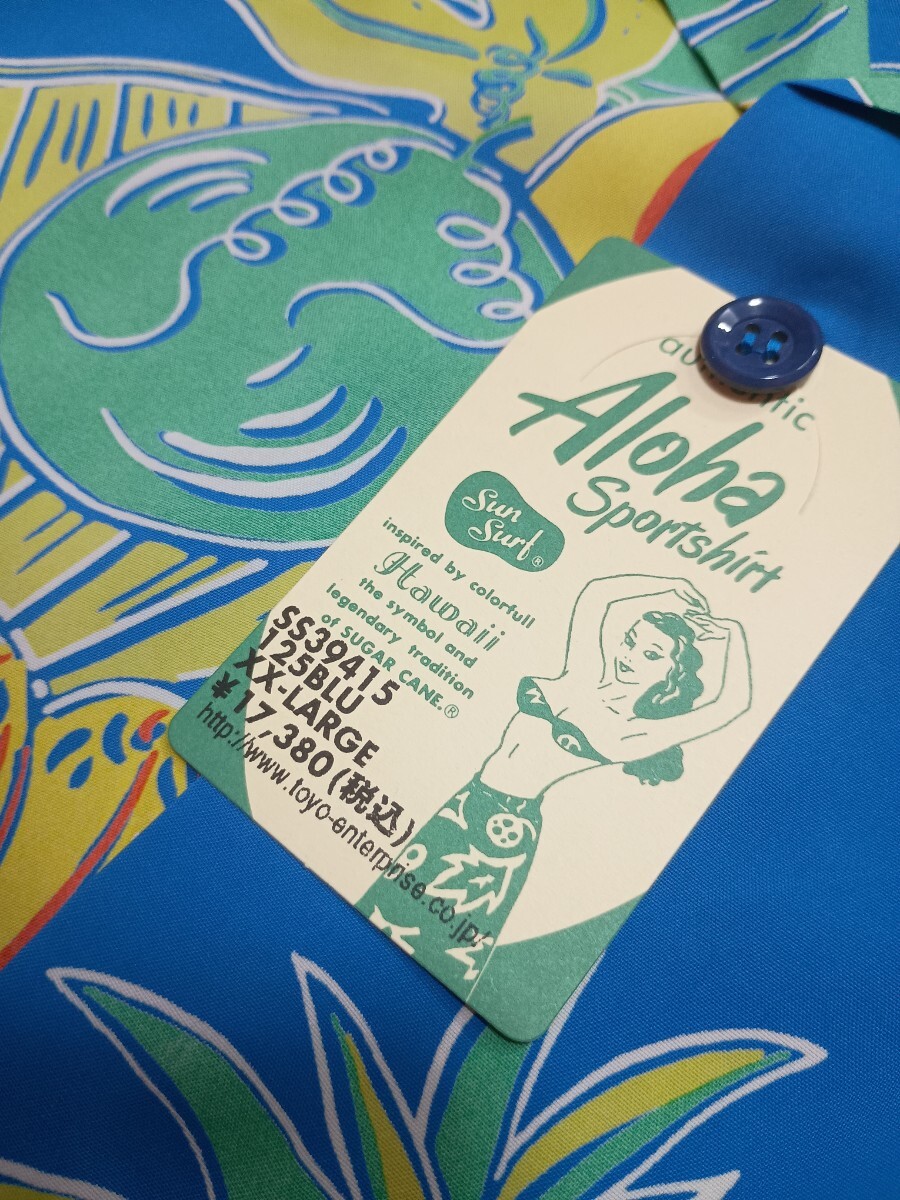 authentic
Aloha
Sportshirt
Sun
Surf®
inspired by colorfull
Hawaii
the symbol and
legendary tradition
of SUGAR CANE.®
SS39415
125BLU
XX-LARGE
¥17,380(税込)
http://www.toyo-enterprise.co.jp/